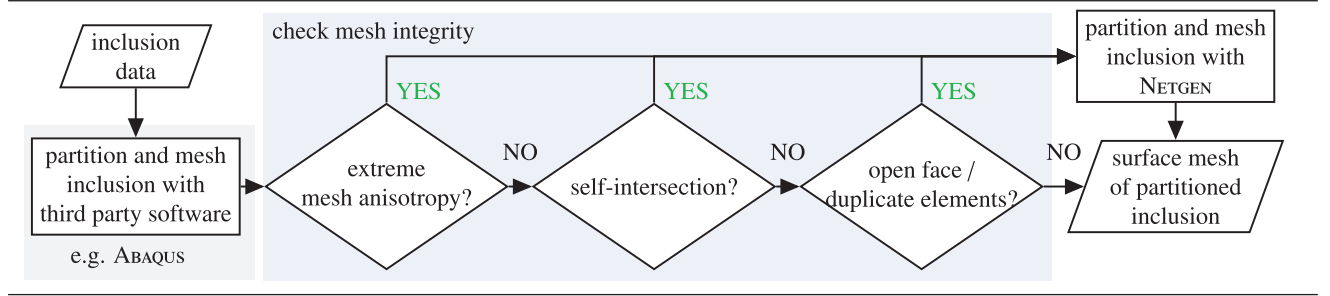 inclusion
data
partition and mesh
inclusion with
third party software
e.g. ABAQUS
check mesh integrity
YES
extreme
mesh anisotropy?
NO
YES
self-intersection?
NO
YES
open face /
duplicate elements?
NO
partition and mesh
inclusion with
NETGEN
surface mesh
of partitioned
inclusion